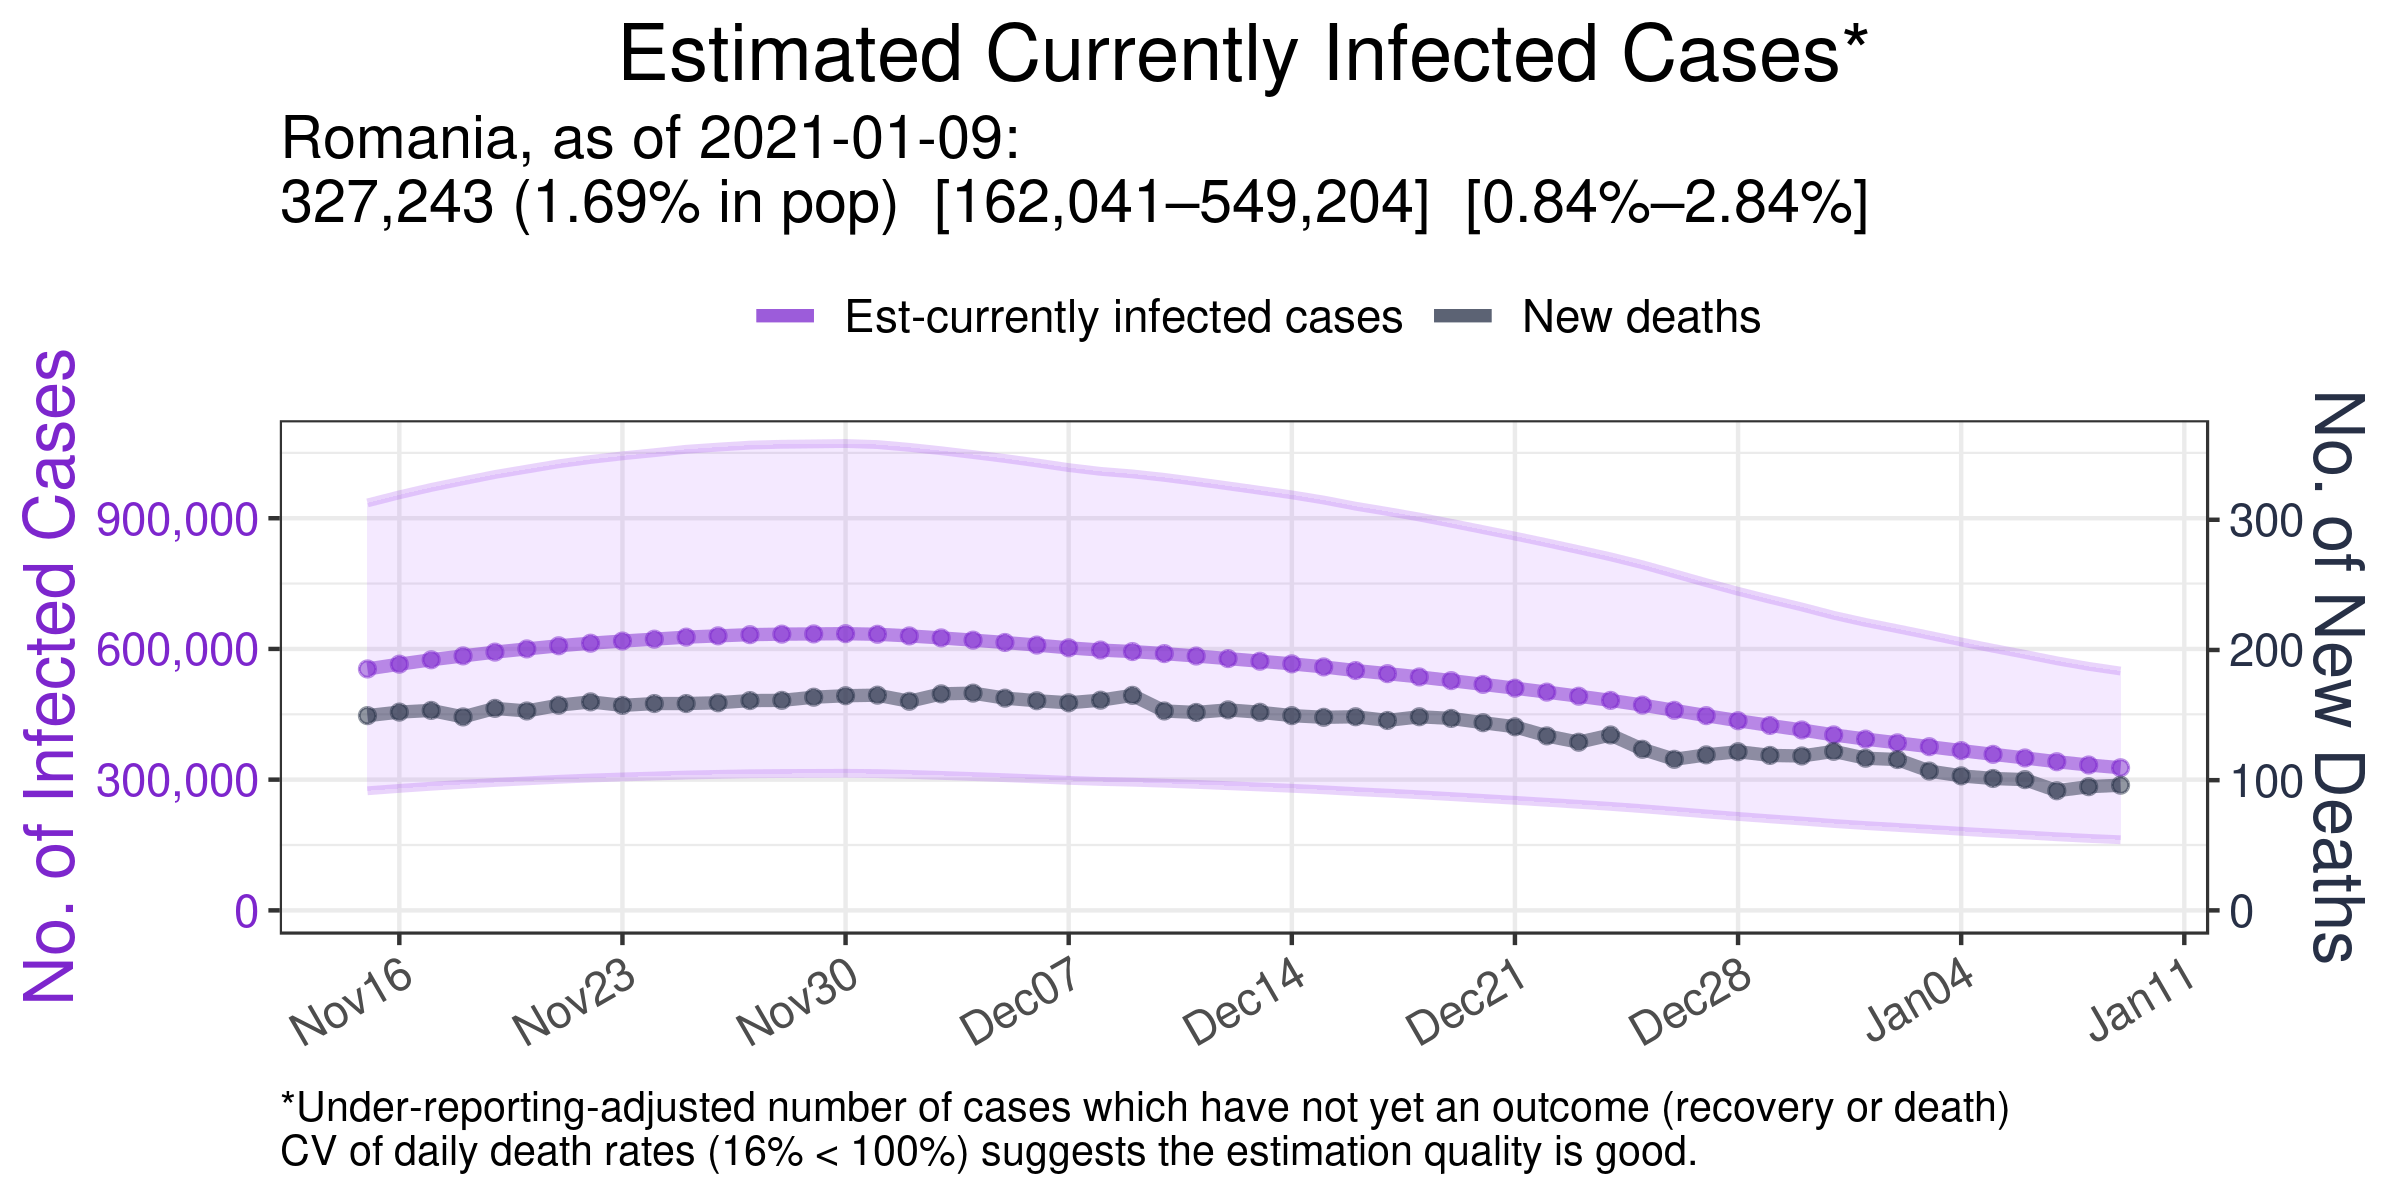 Estimated Currently Infected Cases*
Romania, as of 2021-01-09:
327,243 (1.69% in pop)  [162,041–549,204]  [0.84%–2.84%]
Est-currently infected cases
New deaths
No. of Infected Cases
900,000
600,000
300,000
0
300
200
100
0
No. of New Deaths
Nov16
Nov23
Nov30
Dec07
Dec14
Dec21
Dec28
Jan04
Jan11
*Under-reporting-adjusted number of cases which have not yet an outcome (recovery or death)
CV of daily death rates (16% < 100%) suggests the estimation quality is good.